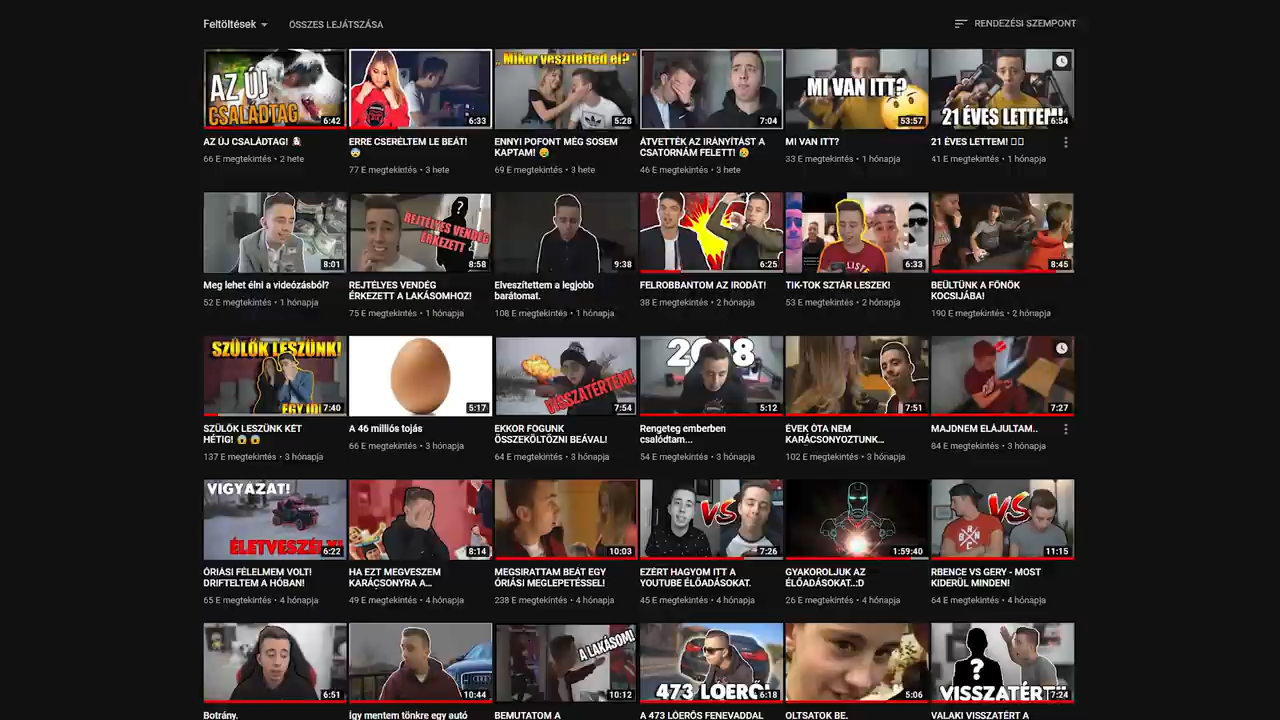 Feltöltések
ÖSSZES LEJÁTSZÁSA
RENDEZÉSI SZEMPONT
AZ ÚJ
CSALÁDTAG
6:42
6:33
„Mikor veszítetted el?"
5:28
7:04
MI VAN ITT?
53:57
21 ÉVES LETTEM!
6:54
AZ ÚJ CSALÁDTAG!
66 E megtekintés • 2 hete
ERRE CSERÉLTEM LE BEÁT!
77 E megtekintés • 3 hete
ENNYI POFONT MÉG SOSEM
KAPTAM!
69 E megtekintés • 3 hete
ÁTVETTÉK AZ IRÁNYÍTÁST A
CSATORNÁM FELETT!
46 E megtekintés • 3 hete
MI VAN ITT?
33 E megtekintés • 1 hónapja
21 ÉVES LETTEM!
41 E megtekintés • 1 hónapja
8:01
REJTÉLYES VENDÉG
ÉRKEZETT
?
8:58
9:38
6:25
6:33
8:45
Meg lehet élni a videózásból?
52 E megtekintés • 1 hónapja
REJTÉLYES VENDÉG
ÉRKEZETT A LAKÁSOMHOZ!
75 E megtekintés • 1 hónapja
Elveszítettem a legjobb
barátomat.
108 E megtekintés • 1 hónapja
FELROBBANTOM AZ IRODÁT!
38 E megtekintés • 2 hónapja
TIK-TOK SZTÁR LESZEK!
53 E megtekintés • 2 hónapja
BEÜLTÜNK A FŐNÖK
KOCSIJÁBA!
190 E megtekintés • 2 hónapja
SZÜLŐK LESZÜNK!
7:40
5:17
VISSZATÉRTEM!
7:54
2018
5:12
7:51
7:27
SZÜLŐK LESZÜNK KÉT
HÉTIG!
137 E megtekintés • 3 hónapja
A 46 milliós tojás
66 E megtekintés • 3 hónapja
EKKOR FOGUNK
ÖSSZEKÖLTÖZNI BEÁVAL!
64 E megtekintés • 3 hónapja
Rengeteg emberben
csalódtam...
54 E megtekintés • 3 hónapja
ÉVEK ÓTA NEM
KARÁCSONYOZTUNK...
102 E megtekintés • 3 hónapja
MAJDNEM ELÁJULTAM..
84 E megtekintés • 3 hónapja
VIGYÁZAT!
ÉLETVESZÉLY!
6:22
8:14
10:03
VS
7:26
1:59:40
VS
11:15
ÓRIÁSI FÉLELMEM VOLT!
DRIFTELTEM A HÓBAN!
65 E megtekintés • 4 hónapja
HA EZT MEGVESZEM
KARÁCSONYRA A...
49 E megtekintés • 4 hónapja
MEGSIRATTAM BEÁT EGY
ÓRIÁSI MEGLEPETÉSSEL!
238 E megtekintés • 4 hónapja
EZÉRT HAGYOM ITT A
YOUTUBE ELŐADÁSOKAT.
45 E megtekintés • 4 hónapja
GYAKOROLJUK AZ
ÉLŐADÁSOKAT..:D
26 E megtekintés • 4 hónapja
RBENCE VS GERY - MOST
KIDERÜL MINDEN!
64 E megtekintés • 4 hónapja
6:51
10:44
A LAKÁSOM!
10:12
473 LÓERŐ!
6:18
5:06
?
VISSZATÉRT
7:24
Botrány.
Így mentem tönkre egy autó
BEMUTATOM A
A 473 LÓERŐS FENEVADDAL
OLTSATOK BE.
VALAKI VISSZATÉRT A